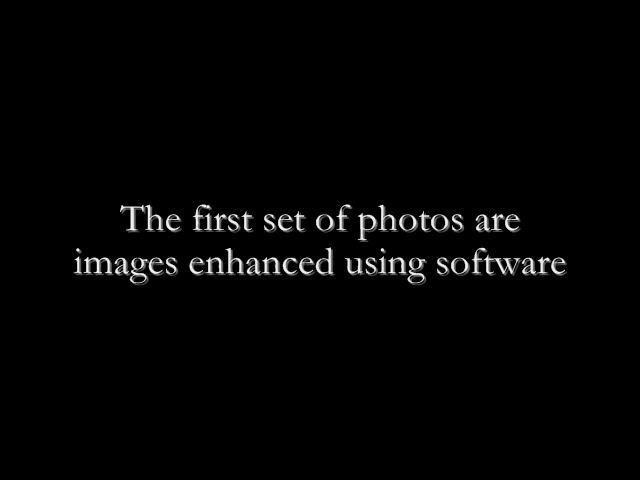 The first set of photos are
images enhanced using software